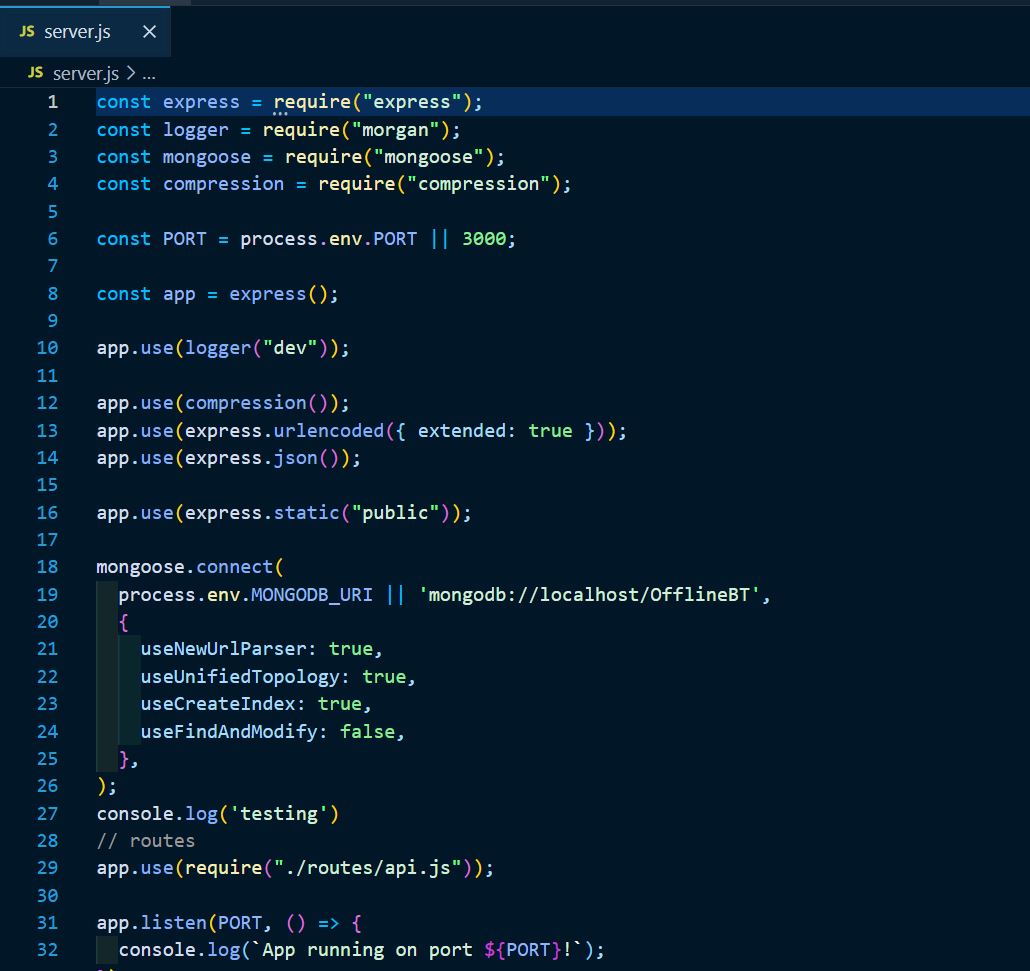 JS server.js ×
JS server.js > ...
1 const express = require("express");
2 const logger = require("morgan");
3 const mongoose = require("mongoose");
4 const compression = require("compression");
5
6 const PORT = process.env.PORT || 3000;
7
8 const app = express();
9
10 app.use(logger("dev"));
11
12 app.use(compression());
13 app.use(express.urlencoded({ extended: true }));
14 app.use(express.json());
15
16 app.use(express.static("public"));
17
18 mongoose.connect(
19   process.env.MONGODB_URI || 'mongodb://localhost/OfflineBT',
20   {
21     useNewUrlParser: true,
22     useUnifiedTopology: true,
23     useCreateIndex: true,
24     useFindAndModify: false,
25   },
26 );
27 console.log('testing')
28 // routes
29 app.use(require("./routes/api.js"));
30
31 app.listen(PORT, () => {
32   console.log(`App running on port ${PORT}!`);